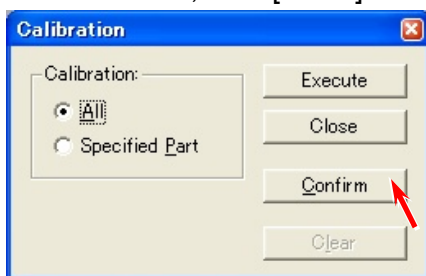 Calibration
Calibration:
All
Specified Part
Execute
Close
Confirm
Clear